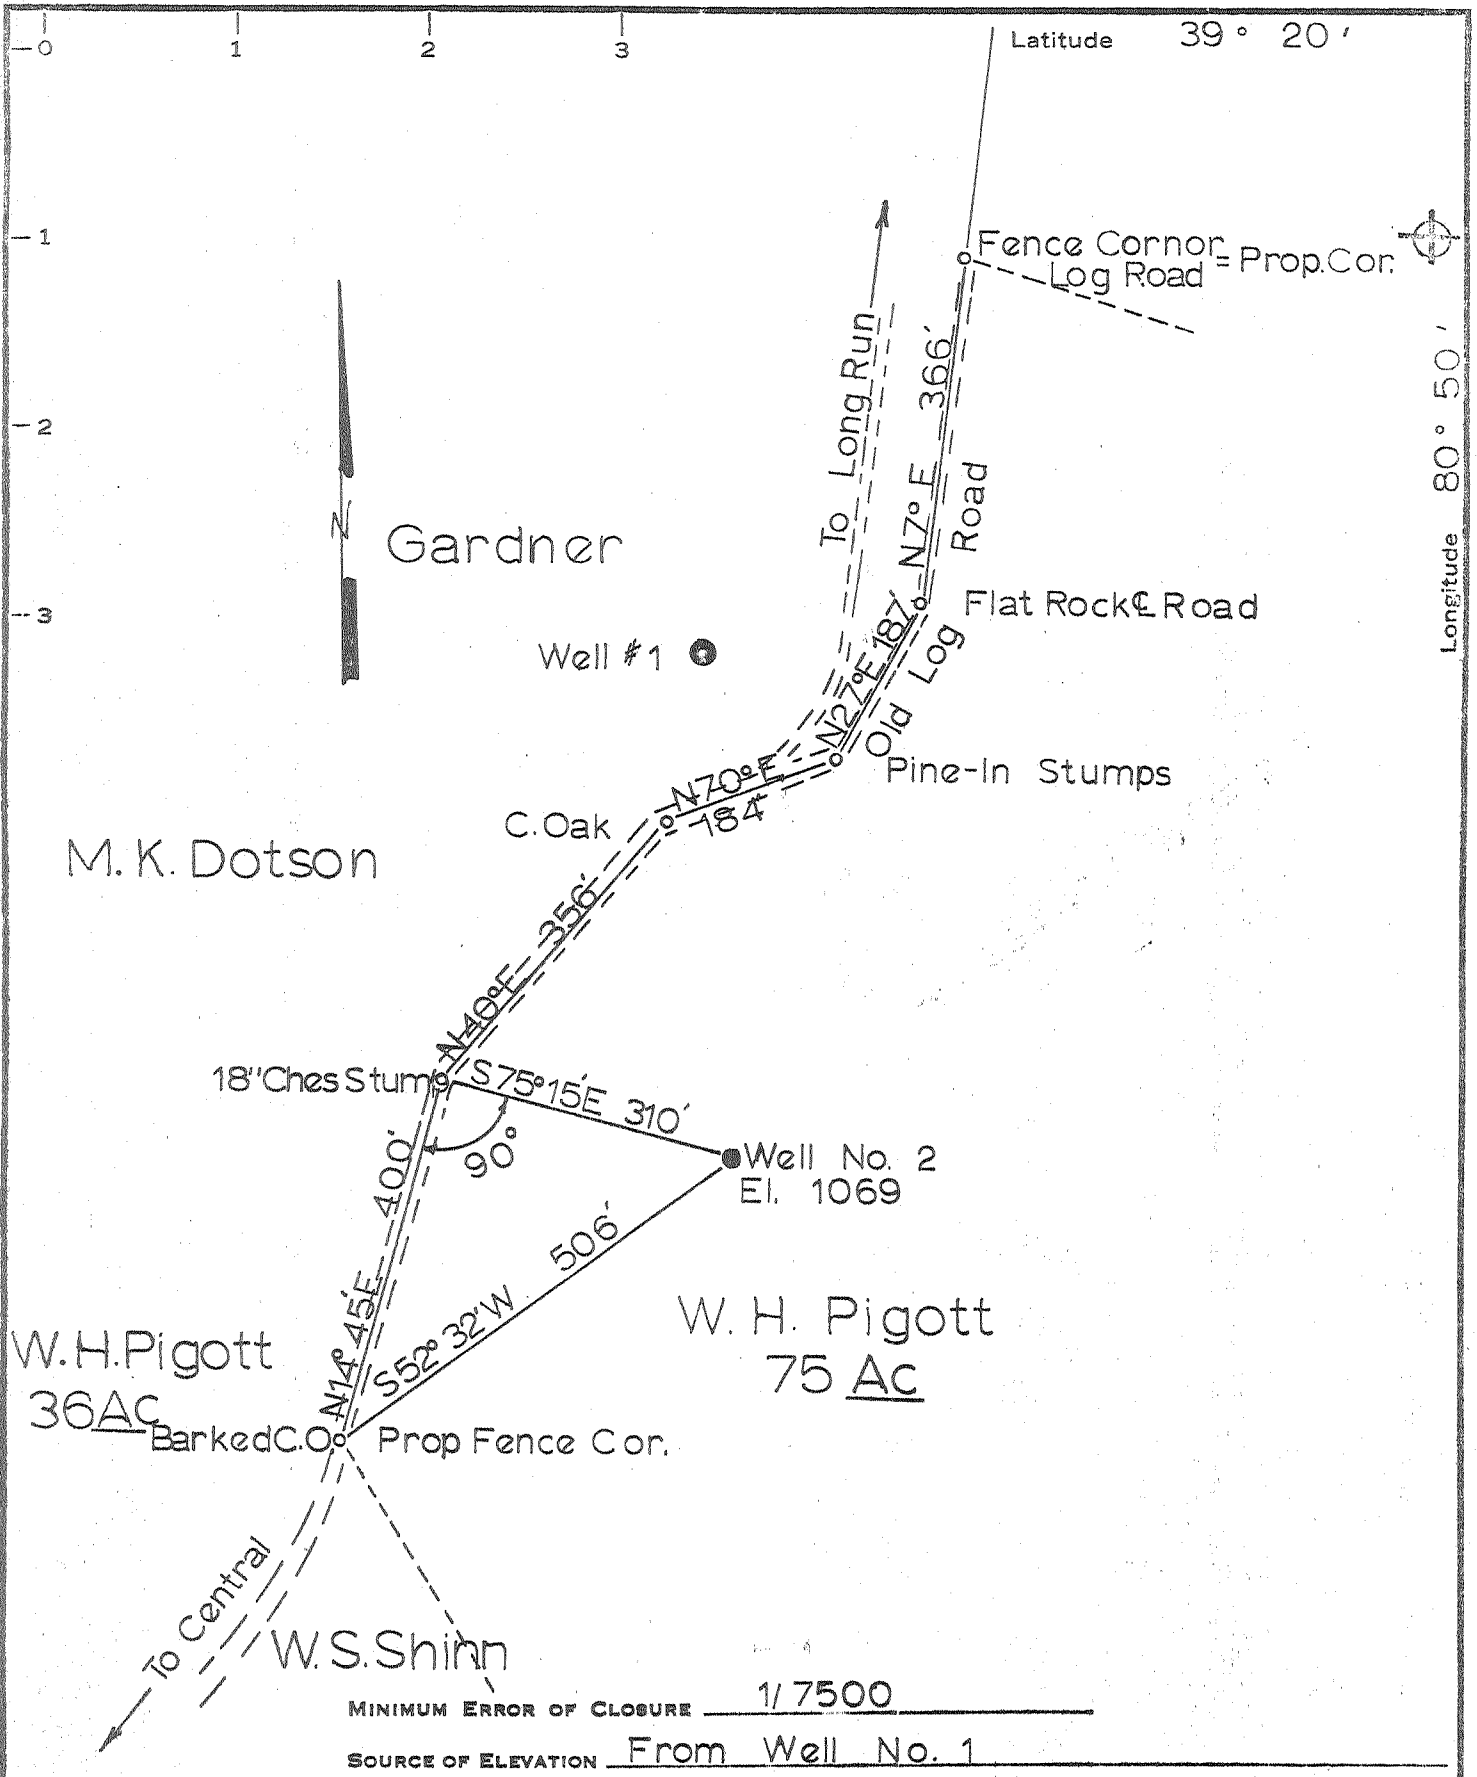 0 1 2 3
Latitude 39° 20'
1
Fence Cornor = Prop. Cor.
Log Road
2
3
Longitude 80° 50'
To Long Run
N7° E 366'
Road
N
Gardner
Flat Rock ℄ Road
Well #1
N27°E 187'
Old Log
Pine-In Stumps
N70° E
184'
C. Oak
M. K. Dotson
N40°E 356'
18" Ches Stump
S75° 15'E 310'
90°
Well No. 2
El. 1069
N14° 45'E 400'
S52° 32'W 506'
W. H. Pigott
75 Ac
W.H. Pigott
36 Ac
Barked C.O
Prop Fence Cor.
To Central
W. S. Shinn
MINIMUM ERROR OF CLOSURE 1/7500
SOURCE OF ELEVATION From Well No. 1